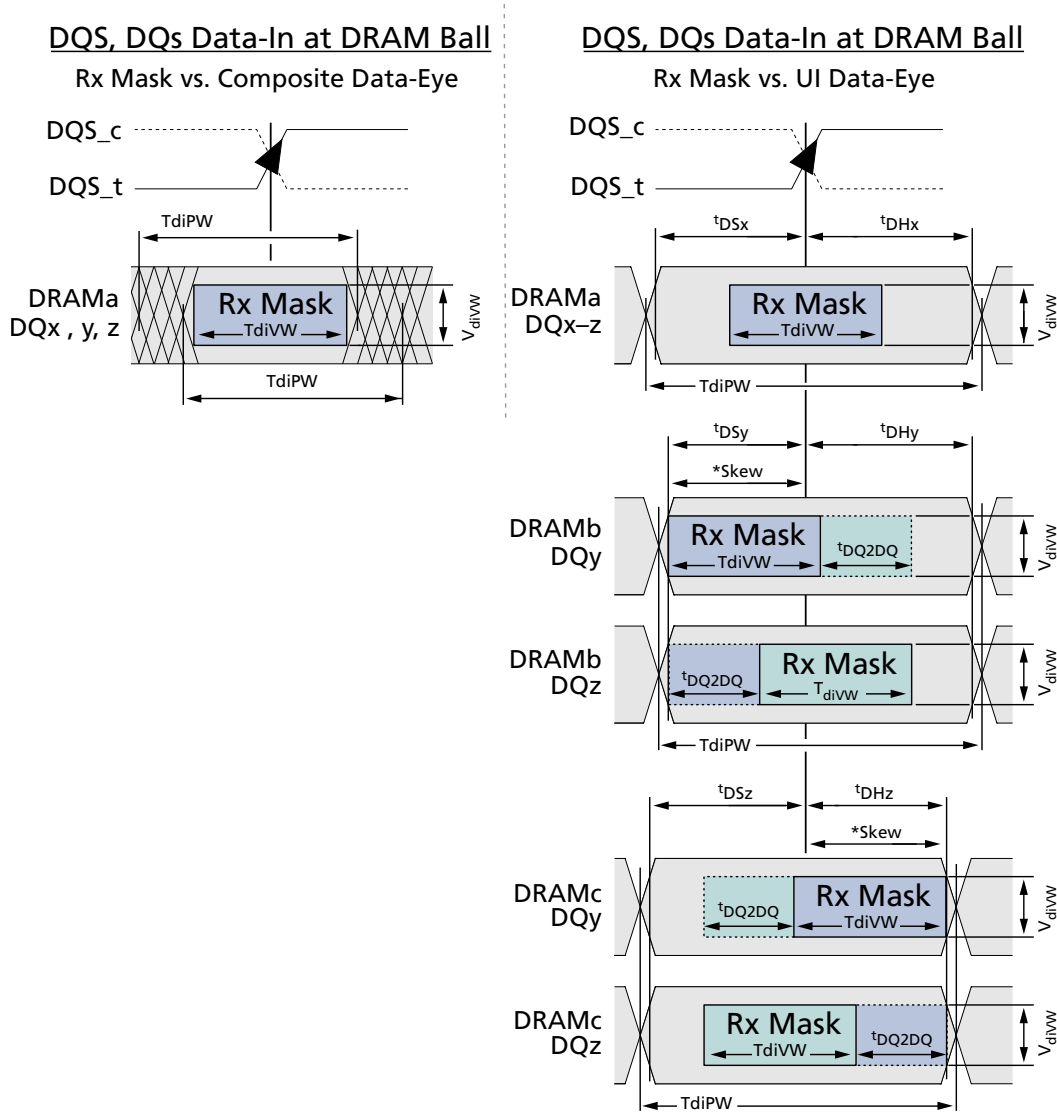 DQS, DQs Data-In at DRAM Ball
Rx Mask vs. Composite Data-Eye
DQS_c
DQS_t
TdiPW
DRAMa
DQx , y, z
Rx Mask
TdiVW
VdiVW
TdiPW
DQS, DQs Data-In at DRAM Ball
Rx Mask vs. UI Data-Eye
DQS_c
DQS_t
tDSx
tDHx
DRAMa
DQx–z
Rx Mask
TdiVW
VdiVW
TdiPW
tDSy
tDHy
*Skew
DRAMb
DQy
Rx Mask
TdiVW
tDQ2DQ
VdiVW
DRAMb
DQz
tDQ2DQ
Rx Mask
TdiVW
VdiVW
TdiPW
tDSz
tDHz
*Skew
DRAMc
DQy
tDQ2DQ
Rx Mask
TdiVW
VdiVW
DRAMc
DQz
Rx Mask
TdiVW
tDQ2DQ
VdiVW
TdiPW